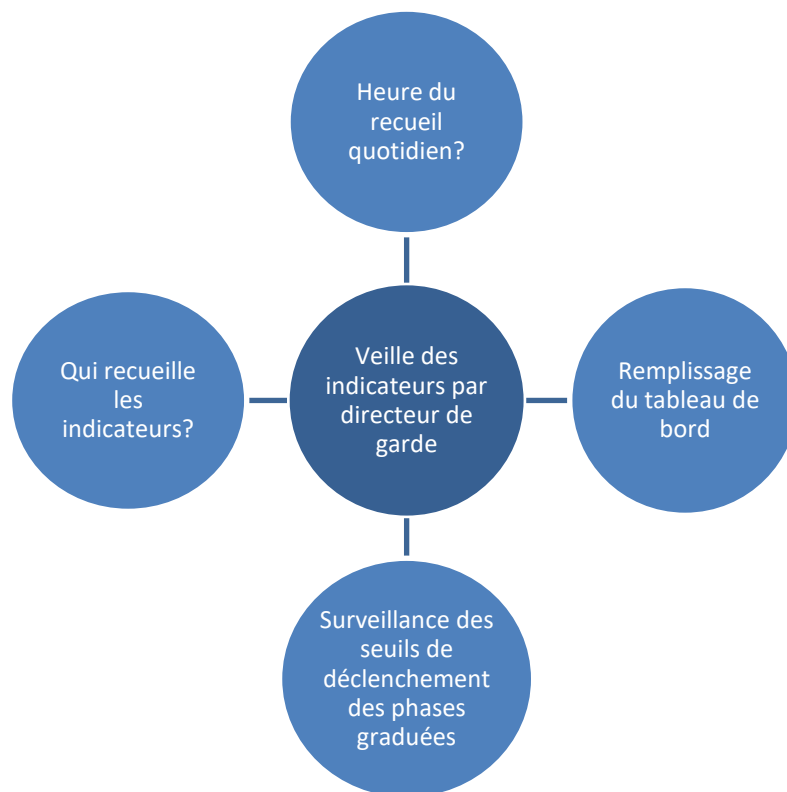 Heure du
recueil
quotidien?
Qui recueille
les
indicateurs?
Veille des
indicateurs par
directeur de
garde
Remplissage
du tableau de
bord
Surveillance des
seuils de
déclenchement
des phases
graduées